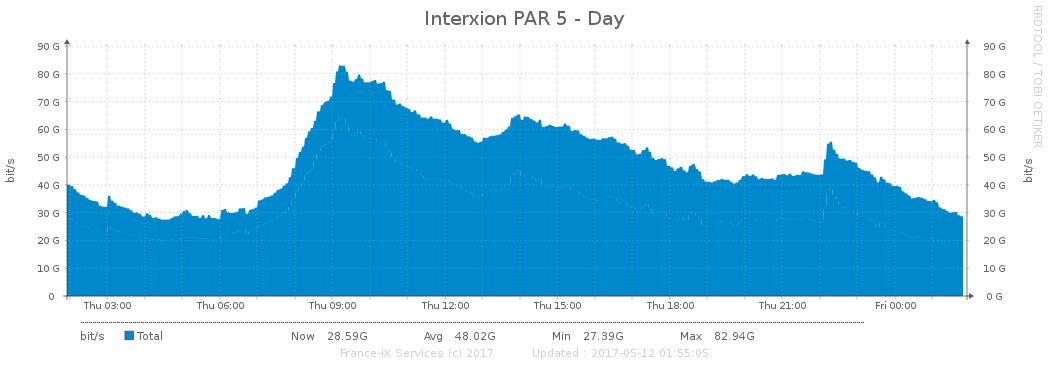 Interxion PAR 5 - Day
RRDTOOL / TOBI OETIKER
bit/s
90 G
80 G
70 G
60 G
50 G
40 G
30 G
20 G
10 G
0
90 G
80 G
70 G
60 G
50 G
40 G
30 G
20 G
10 G
0 G
bit/s
Thu 03:00 Thu 06:00 Thu 09:00 Thu 12:00 Thu 15:00 Thu 18:00 Thu 21:00 Fri 00:00
bit/s Total Now 28.59G Avg 48.02G Min 27.39G Max 82.94G
France-IX Services (c) 2017 Updated : 2017-05-12 01:55:05